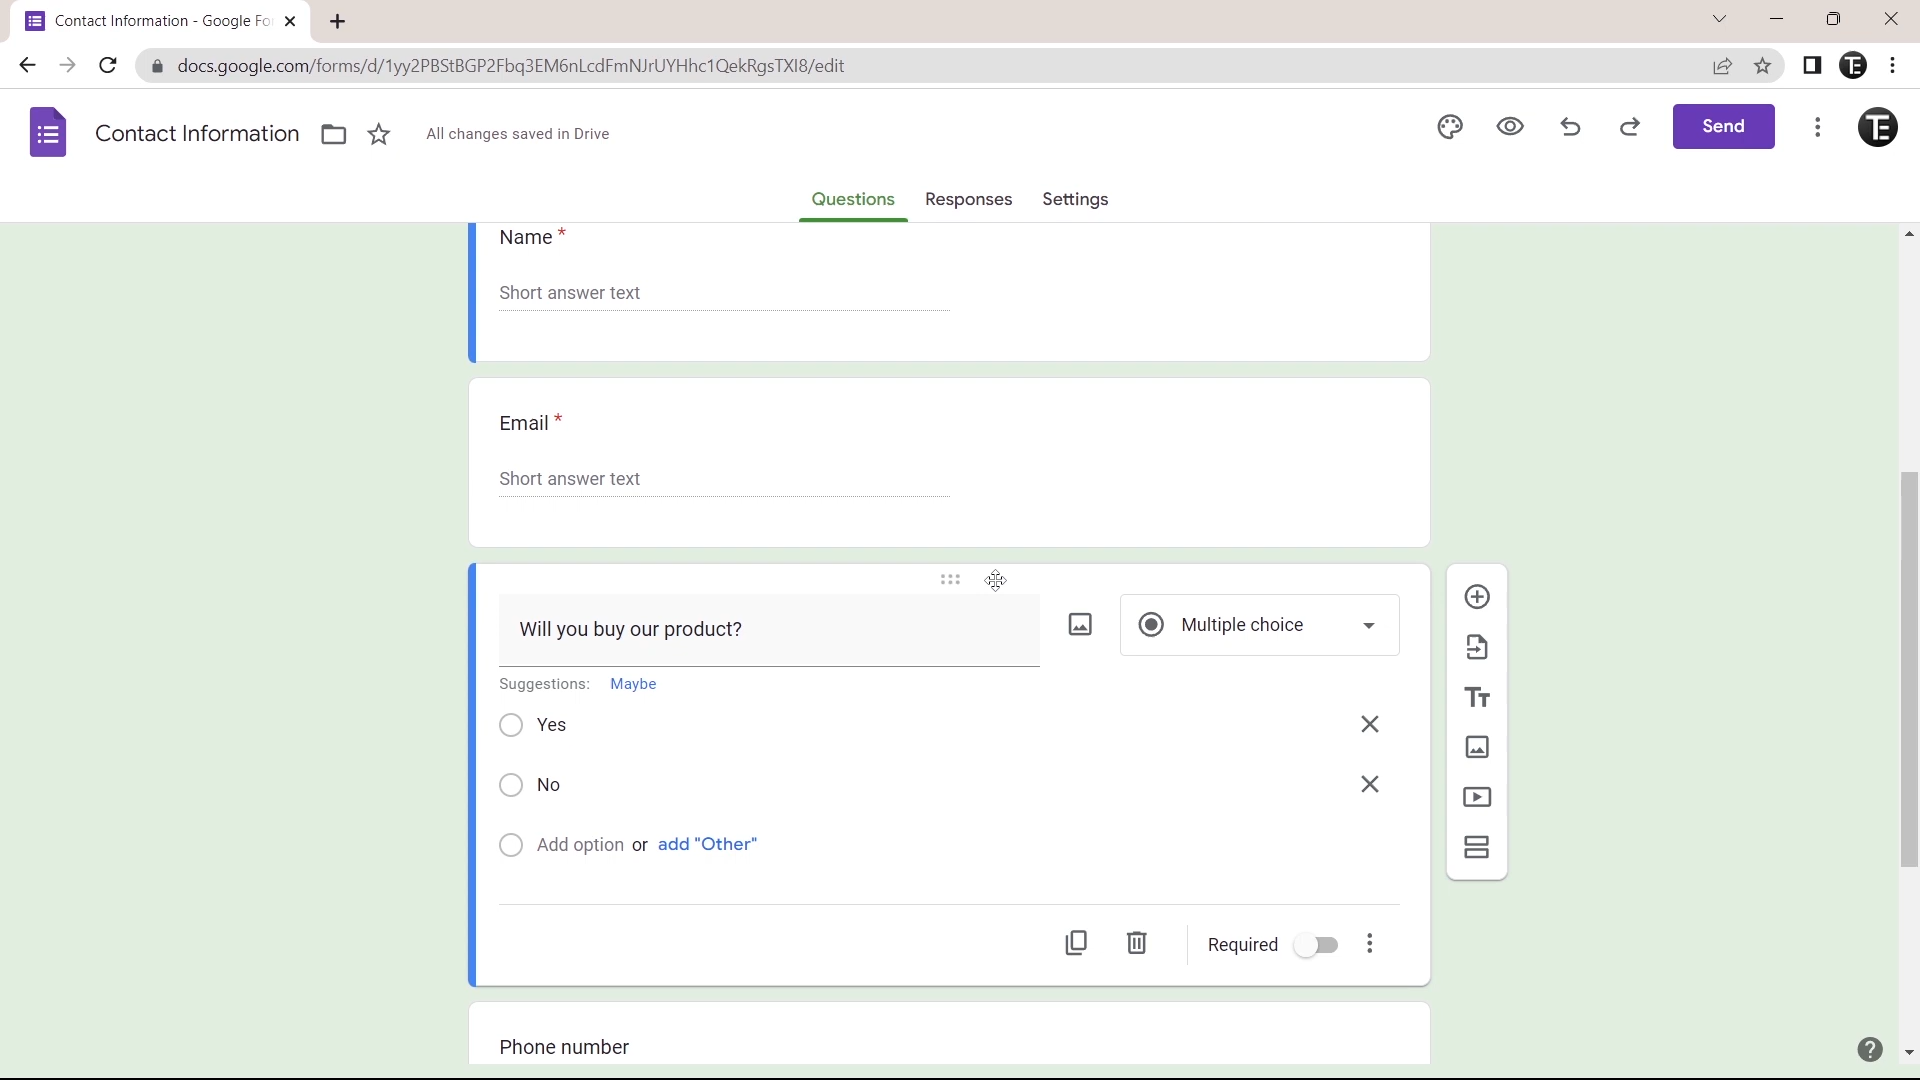 Contact Information - Google Fo
docs.google.com/forms/d/1yy2PBStBGP2Fbq3EM6nLcdFmNJrUYHhc1QekRgsTXI8/edit
TE
Contact Information
All changes saved in Drive
Send
TE
Questions
Responses
Settings
Name *
Short answer text
Email *
Short answer text
Will you buy our product?
Multiple choice
Suggestions: Maybe
Yes
No
Add option or add "Other"
Required
Phone number